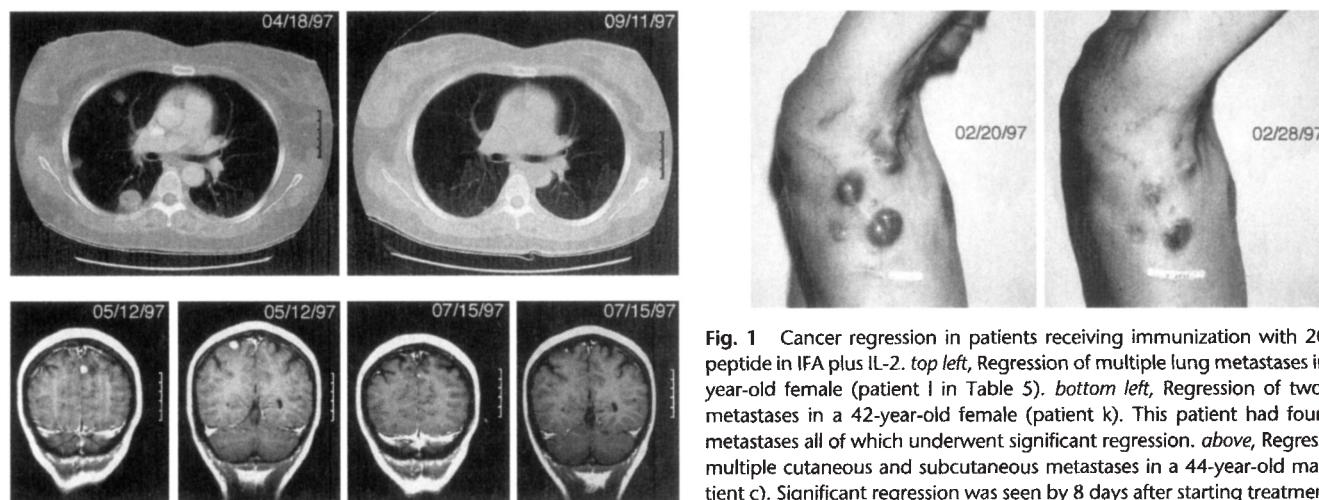 04/18/97
09/11/97
02/20/97
02/28/97
05/12/97
05/12/97
07/15/97
07/15/97
Fig. 1 Cancer regression in patients receiving immunization with
peptide in IFA plus IL-2. top left, Regression of multiple lung metastases
year-old female (patient l in Table 5). bottom left, Regression of two
metastases in a 42-year-old female (patient k). This patient had four
metastases all of which underwent significant regression. above, Regres
multiple cutaneous and subcutaneous metastases in a 44-year-old ma
tient c). Significant regression was seen by 8 days after starting treatmen